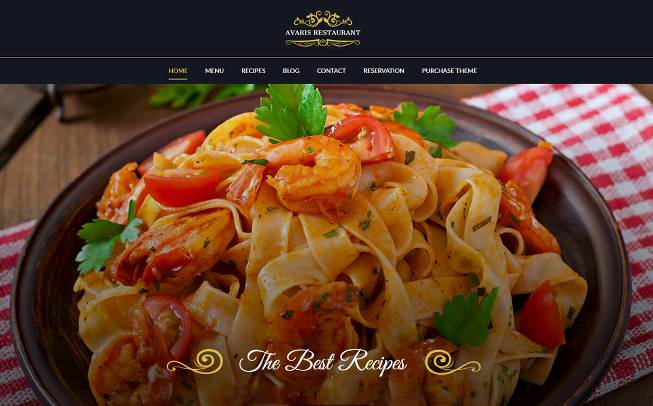 AVARIS RESTAURANT
HOME MENU RECIPES BLOG CONTACT RESERVATION PURCHASE THEME
The Best Recipes